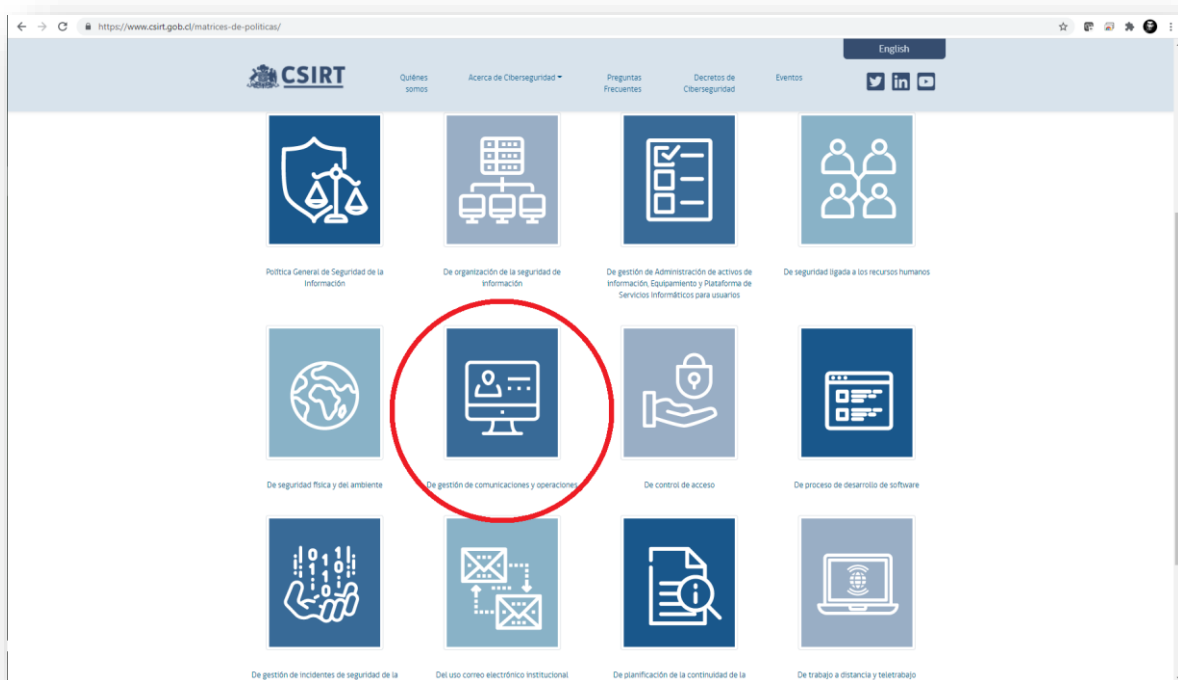 https://www.csirt.gob.cl/matrices-de-politicas/
English
CSIRT
Quiénes
somos
Acerca de Ciberseguridad
Preguntas
Frecuentes
Decretos de
Ciberseguridad
Eventos
Política General de Seguridad de la
Información
De organización de la seguridad de
información
De gestión de Administración de activos de
información, Equipamiento y Plataforma de
Servicios Informáticos para usuarios
De seguridad ligada a los recursos humanos
De seguridad física y del ambiente
De gestión de comunicaciones y operaciones
De control de acceso
De proceso de desarrollo de software
De gestión de incidentes de seguridad de la
Del uso correo electrónico institucional
De planificación de la continuidad de la
De trabajo a distancia y teletrabajo